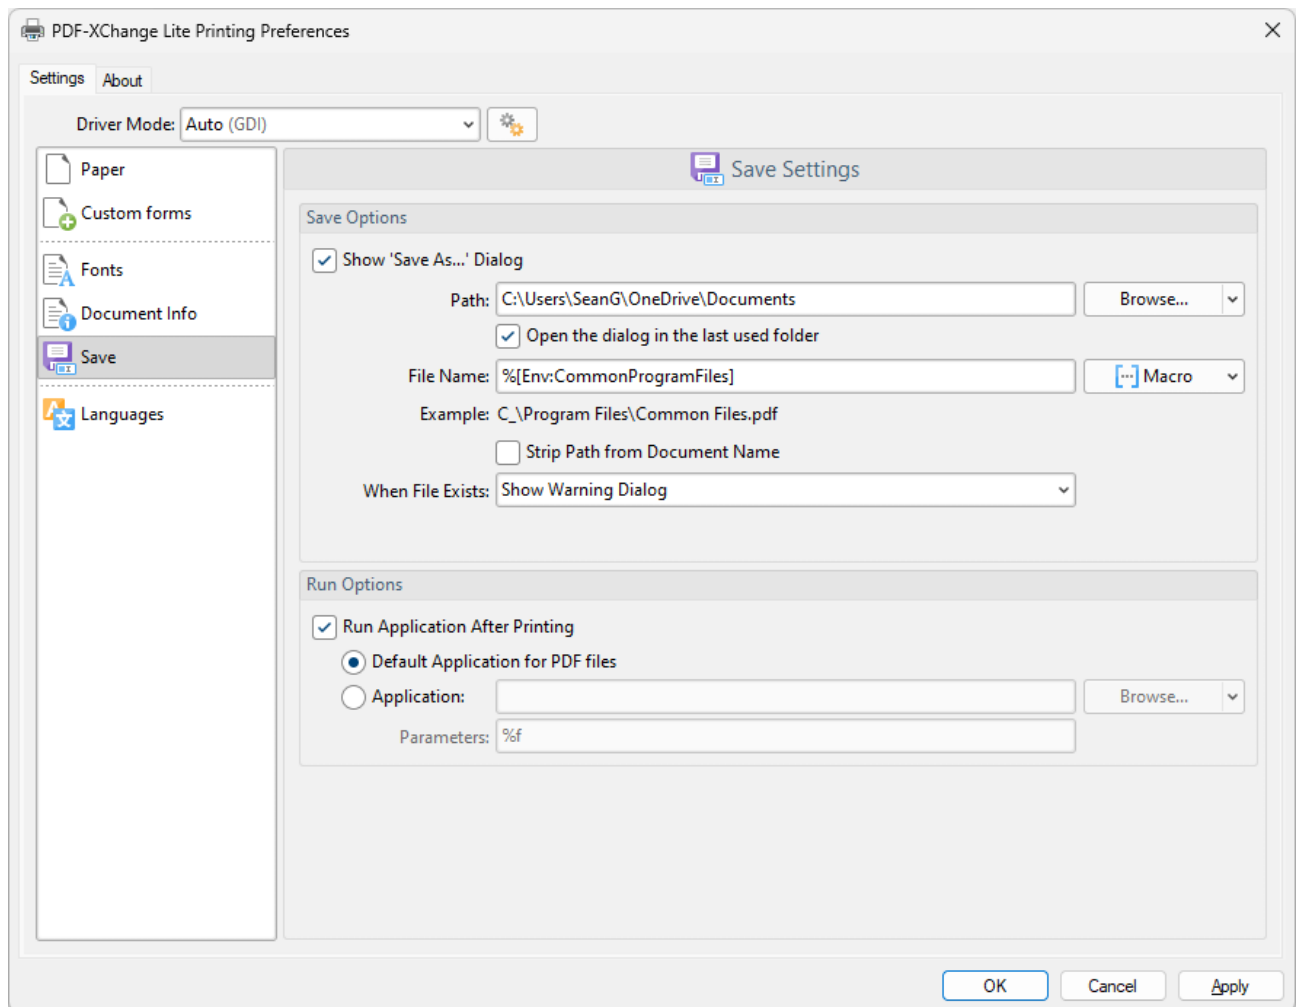 PDF-XChange Lite Printing Preferences
Settings About
Driver Mode: Auto (GDI)
Paper
Custom forms
Fonts
Document Info
Save
Languages
Save Settings
Save Options
Show 'Save As...' Dialog
Path: C:\Users\SeanG\OneDrive\Documents Browse...
Open the dialog in the last used folder
File Name: %[Env:CommonProgramFiles] Macro
Example: C_\Program Files\Common Files.pdf
Strip Path from Document Name
When File Exists: Show Warning Dialog
Run Options
Run Application After Printing
Default Application for PDF files
Application: Browse...
Parameters: %f
OK Cancel Apply